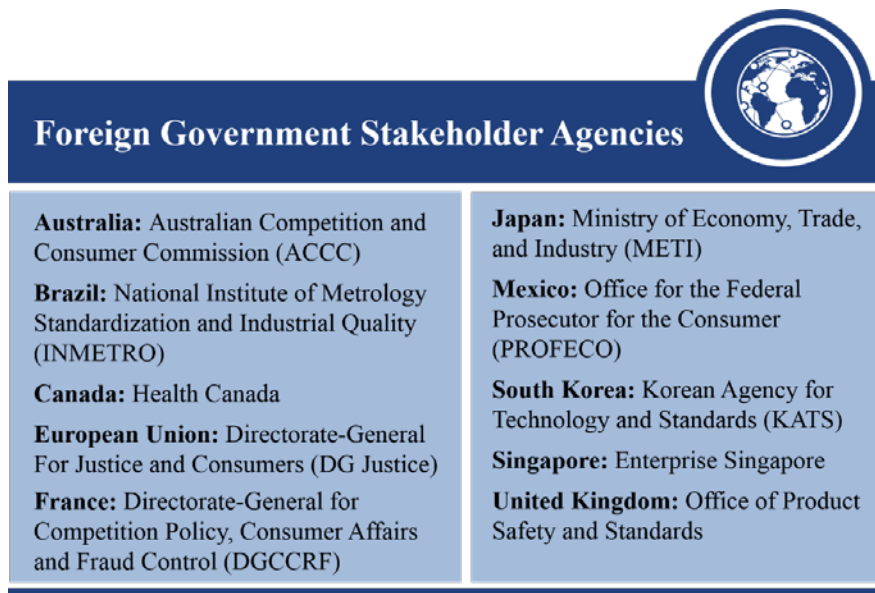 Foreign Government Stakeholder Agencies
Australia: Australian Competition and
Consumer Commission (ACCC)
Brazil: National Institute of Metrology
Standardization and Industrial Quality
(INMETRO)
Canada: Health Canada
European Union: Directorate-General
For Justice and Consumers (DG Justice)
France: Directorate-General for
Competition Policy, Consumer Affairs
and Fraud Control (DGCCRF)
Japan: Ministry of Economy, Trade,
and Industry (METI)
Mexico: Office for the Federal
Prosecutor for the Consumer
(PROFECO)
South Korea: Korean Agency for
Technology and Standards (KATS)
Singapore: Enterprise Singapore
United Kingdom: Office of Product
Safety and Standards